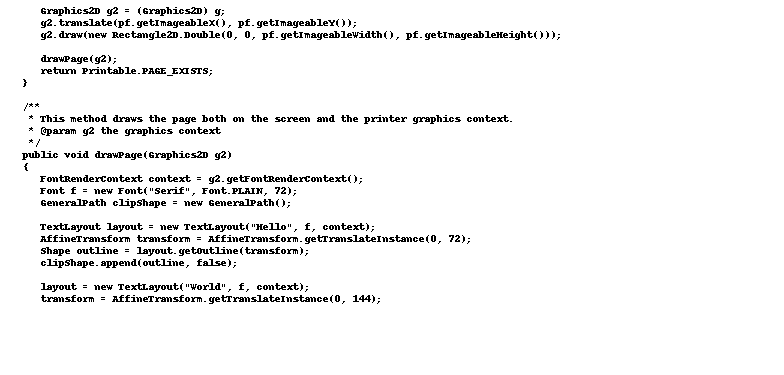 Graphics2D g2 = (Graphics2D) g;
g2.translate(pf.getImageableX(), pf.getImageableY());
g2.draw(new Rectangle2D.Double(0, 0, pf.getImageableWidth(), pf.getImageableHeight()));
drawPage(g2);
return Printable.PAGE_EXISTS;
}
/**
* This method draws the page both on the screen and the printer graphics context.
* @param g2 the graphics context
*/
public void drawPage(Graphics2D g2)
{
FontRenderContext context = g2.getFontRenderContext();
Font f = new Font("Serif", Font.PLAIN, 72);
GeneralPath clipShape = new GeneralPath();
TextLayout layout = new TextLayout("Hello", f, context);
AffineTransform transform = AffineTransform.getTranslateInstance(0, 72);
Shape outline = layout.getOutline(transform);
clipShape.append(outline, false);
layout = new TextLayout("World", f, context);
transform = AffineTransform.getTranslateInstance(0, 144);